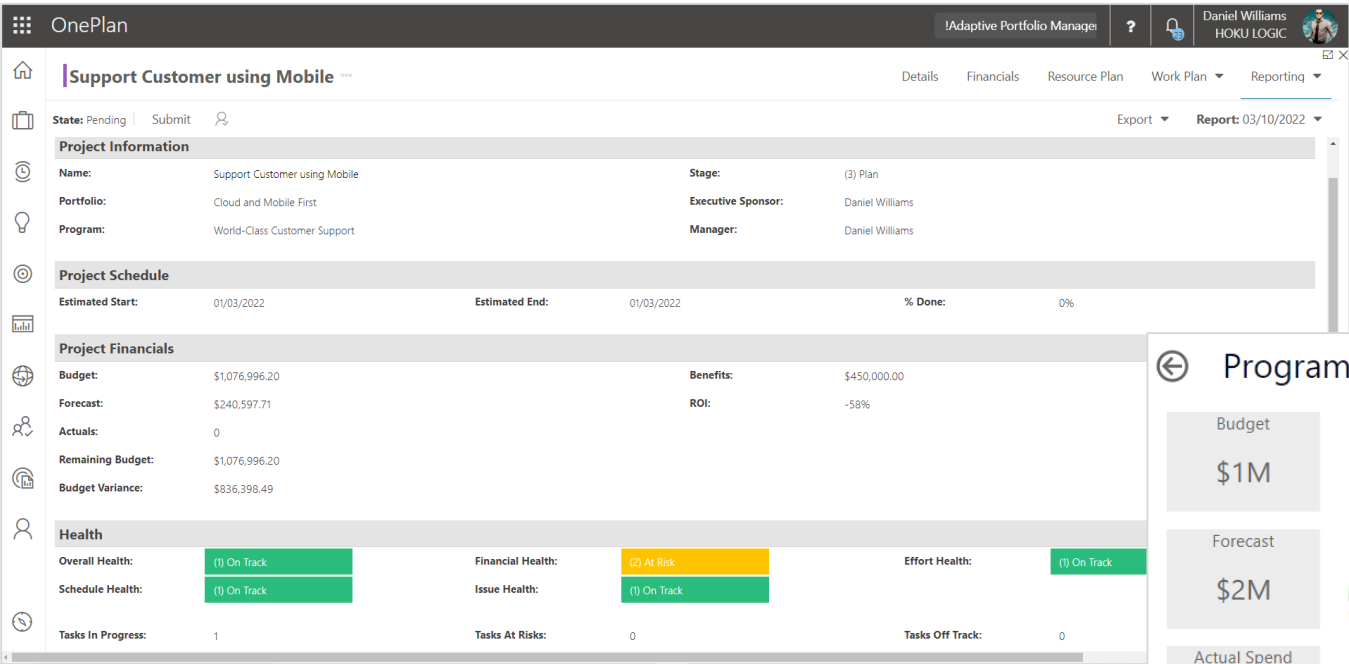 OnePlan
!Adaptive Portfolio Manager
?
Daniel Williams
HOKU LOGIC
Support Customer using Mobile
Details
Financials
Resource Plan
Work Plan
Reporting
State: Pending
Submit
Export
Report: 03/10/2022
Project Information
Name: Support Customer using Mobile Stage: (3) Plan
Portfolio: Cloud and Mobile First Executive Sponsor: Daniel Williams
Program: World-Class Customer Support Manager: Daniel Williams
Project Schedule
Estimated Start: 01/03/2022 Estimated End: 01/03/2022 % Done: 0%
Project Financials
Budget: $1,076,996.20 Benefits: $450,000.00
Forecast: $240,597.71 ROI: -58%
Actuals: 0
Remaining Budget: $1,076,996.20
Budget Variance: $836,398.49
Health
Overall Health: (1) On Track Financial Health: (2) At Risk Effort Health: (1) On Track
Schedule Health: (1) On Track Issue Health: (1) On Track
Tasks In Progress: 1 Tasks At Risks: 0 Tasks Off Track: 0
Program
Budget
$1M
Forecast
$2M
Actual Spend